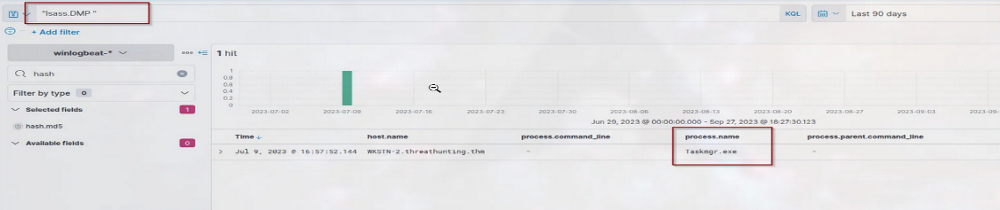 "lsass.DMP "
KQL
Last 90 days
+ Add filter
winlogbeat-*
hash
Filter by type 0
Selected fields 1
hash.md5
Available fields 0
1 hit
1
0.8
0.6
0.4
0.2
0
2023-07-02 2023-07-09 2023-07-16 2023-07-23 2023-07-30 2023-08-06 2023-08-13 2023-08-20 2023-08-27 2023-09-03 2023-09-
Jun 29, 2023 @ 00:00:00.000 - Sep 27, 2023 @ 18:27:30.123
Time ↓ host.name process.command_line process.name process.parent.command_line
Jul 9, 2023 @ 16:57:52.144 WKSTN-2.threathunting.thm - Taskmgr.exe -